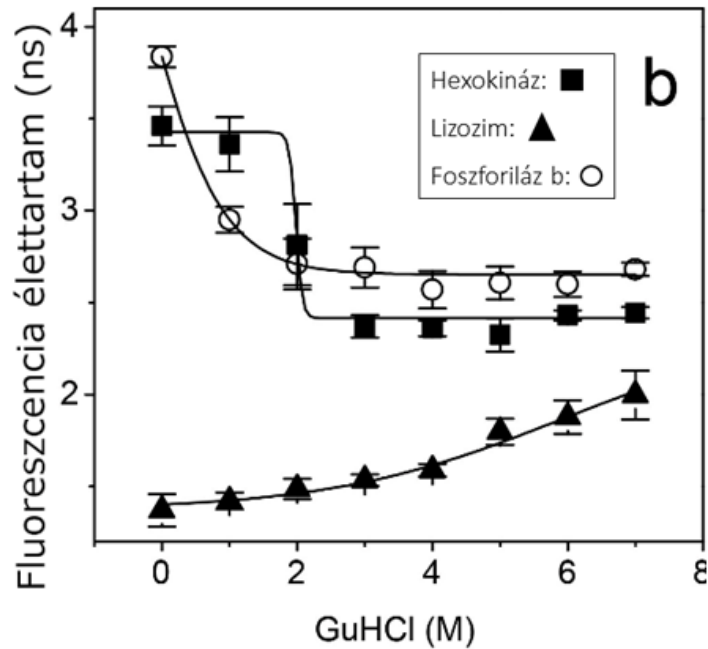 b
Hexokináz:
Lizozim:
Foszforiláz b:
Fluoreszcencia élettartam (ns)
4
3
2
0 2 4 6 8
GuHCl (M)